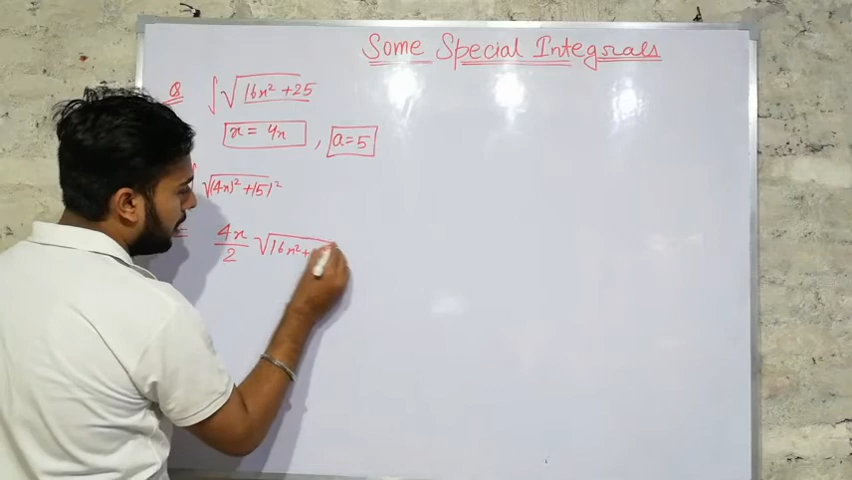 Some Special Integrals
Q ∫ √16x² + 25
x = 4x , a = 5
√(4x)² + (5)²
= 4x/2 √16x² +